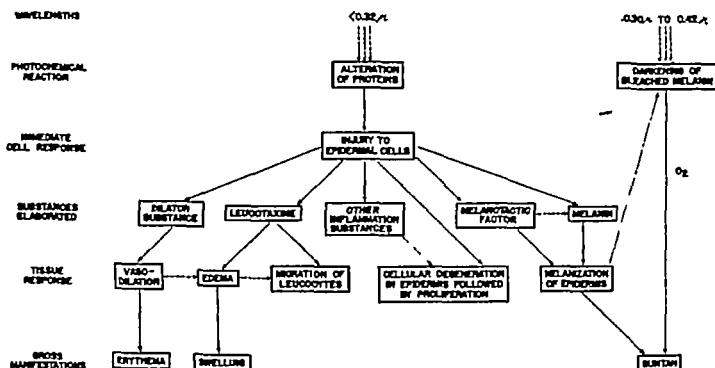 WAVELENGTHS
<0.32μ
0.30μ TO 0.42μ
PHOTOCHEMICAL
REACTION
ALTERATION
OF PROTEINS
DARKENING OF
BLEACHED MELANIN
IMMEDIATE
CELL RESPONSE
INJURY TO
EPIDERMAL CELLS
O2
SUBSTANCES
ELABORATED
DILATOR
SUBSTANCE
LEUCOTAXINE
OTHER
INFLAMMATION
SUBSTANCES
MELANOTACTIC
FACTOR
MELANIN
TISSUE
RESPONSE
VASO-
DILATION
EDEMA
MIGRATION OF
LEUCOCYTES
CELLULAR DEGENERATION
IN EPIDERMIS FOLLOWED
BY PROLIFERATION
MELANIZATION
OF EPIDERMIS
GROSS
MANIFESTATIONS
ERYTHEMA
SWELLING
SUNTAN